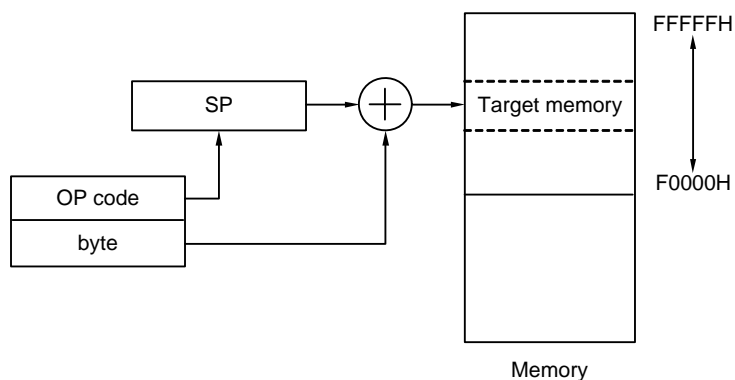 FFFFFH
SP
Target memory
OP code
F0000H
byte
Memory